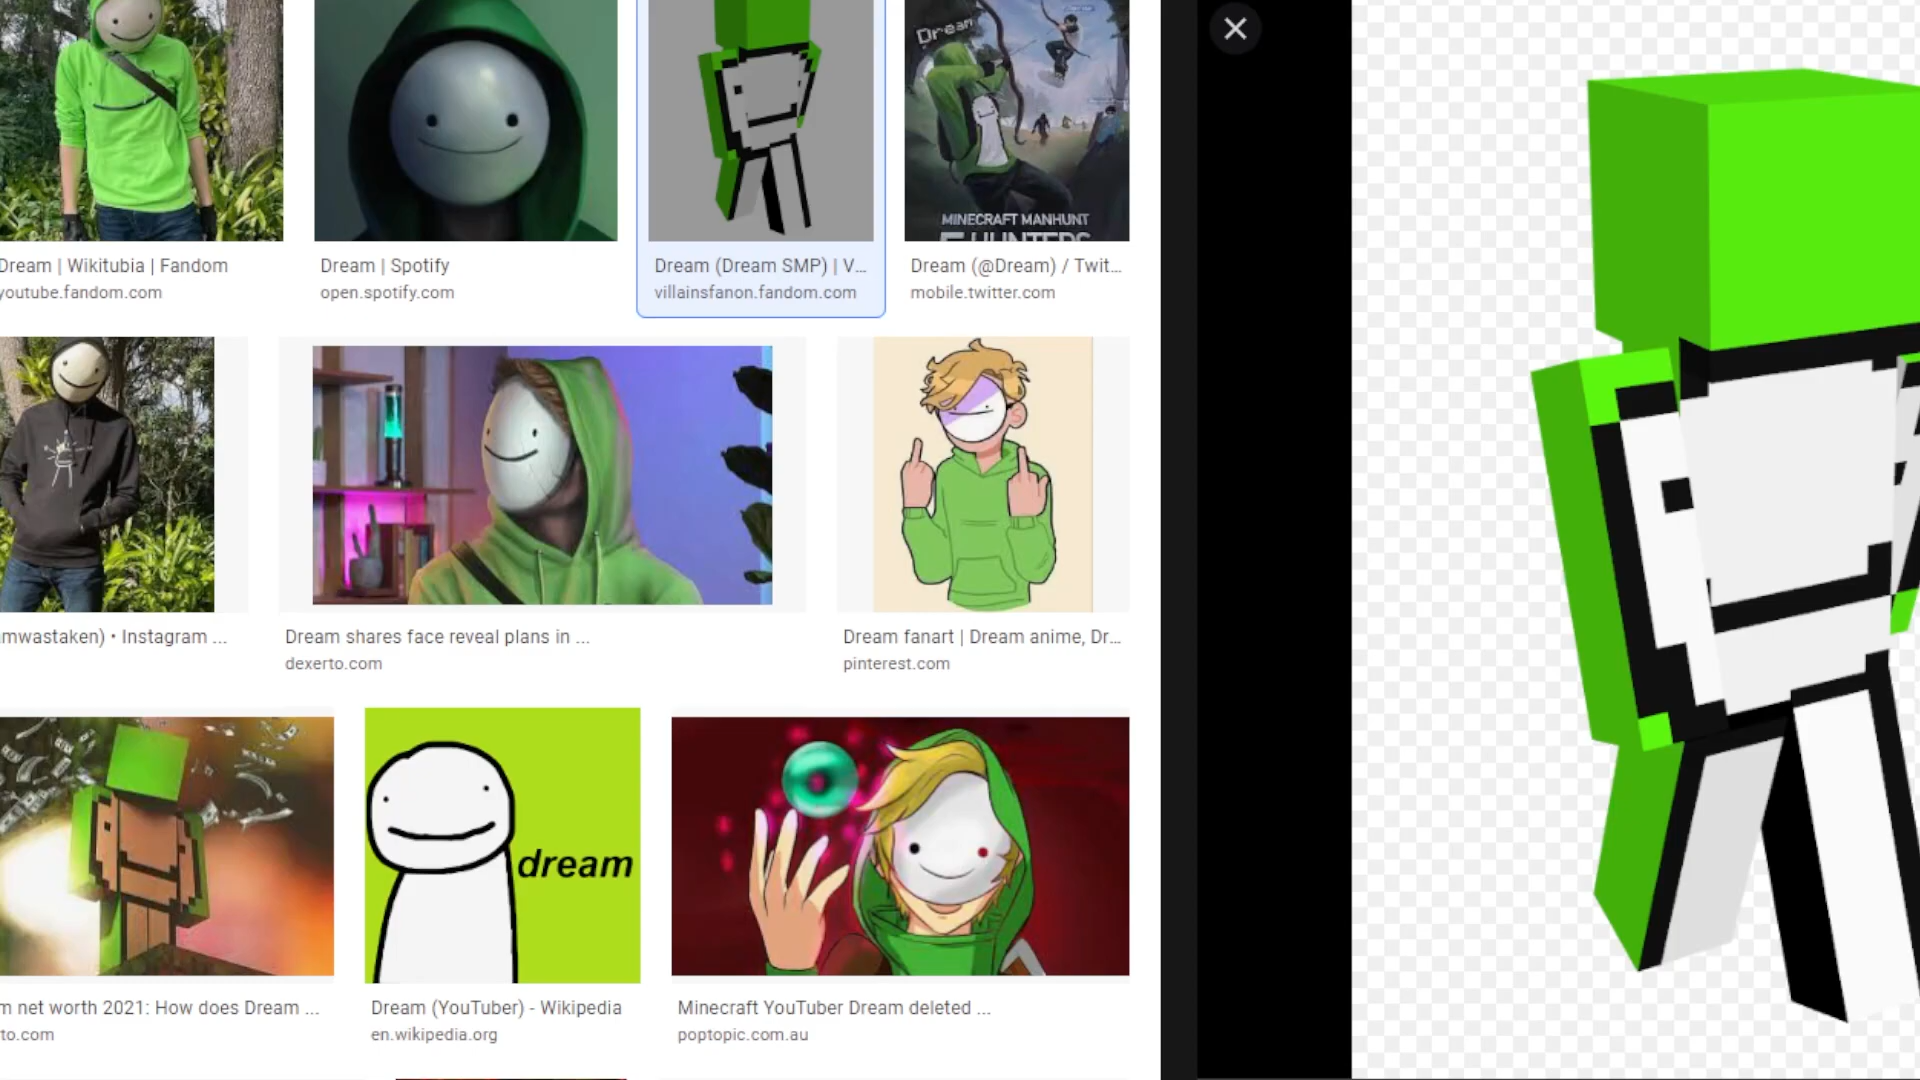 Dream
MINECRAFT MANHUNT
HUNTERS
Dream | Wikitubia | Fandom
youtube.fandom.com
Dream | Spotify
open.spotify.com
Dream (Dream SMP) | V...
villainsfanon.fandom.com
Dream (@Dream) / Twit...
mobile.twitter.com
mwastaken) • Instagram ...
Dream shares face reveal plans in ...
dexerto.com
Dream fanart | Dream anime, Dr...
pinterest.com
dream
m net worth 2021: How does Dream ...
to.com
Dream (YouTuber) - Wikipedia
en.wikipedia.org
Minecraft YouTuber Dream deleted ...
poptopic.com.au